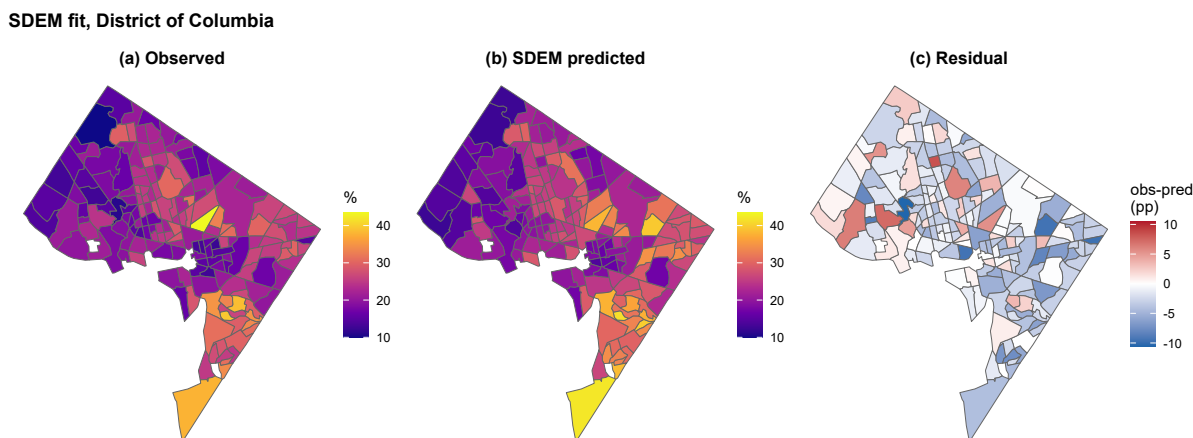 SDEM fit, District of Columbia
(a) Observed
(b) SDEM predicted
(c) Residual
%
40
30
20
10
%
40
30
20
10
obs-pred
(pp)
10
5
0
-5
-10